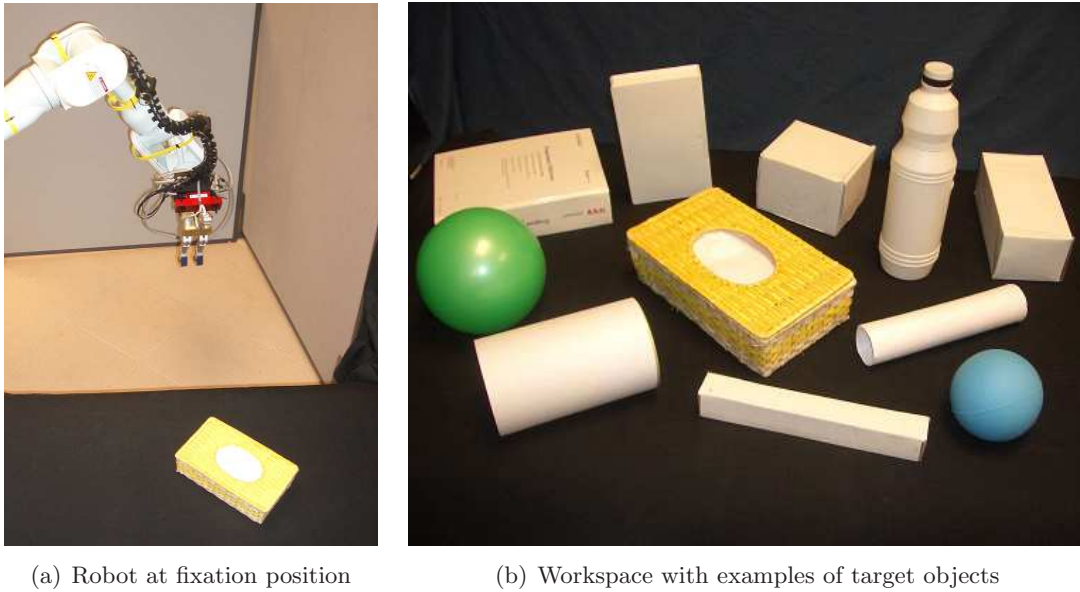 (a) Robot at fixation position
(b) Workspace with examples of target objects